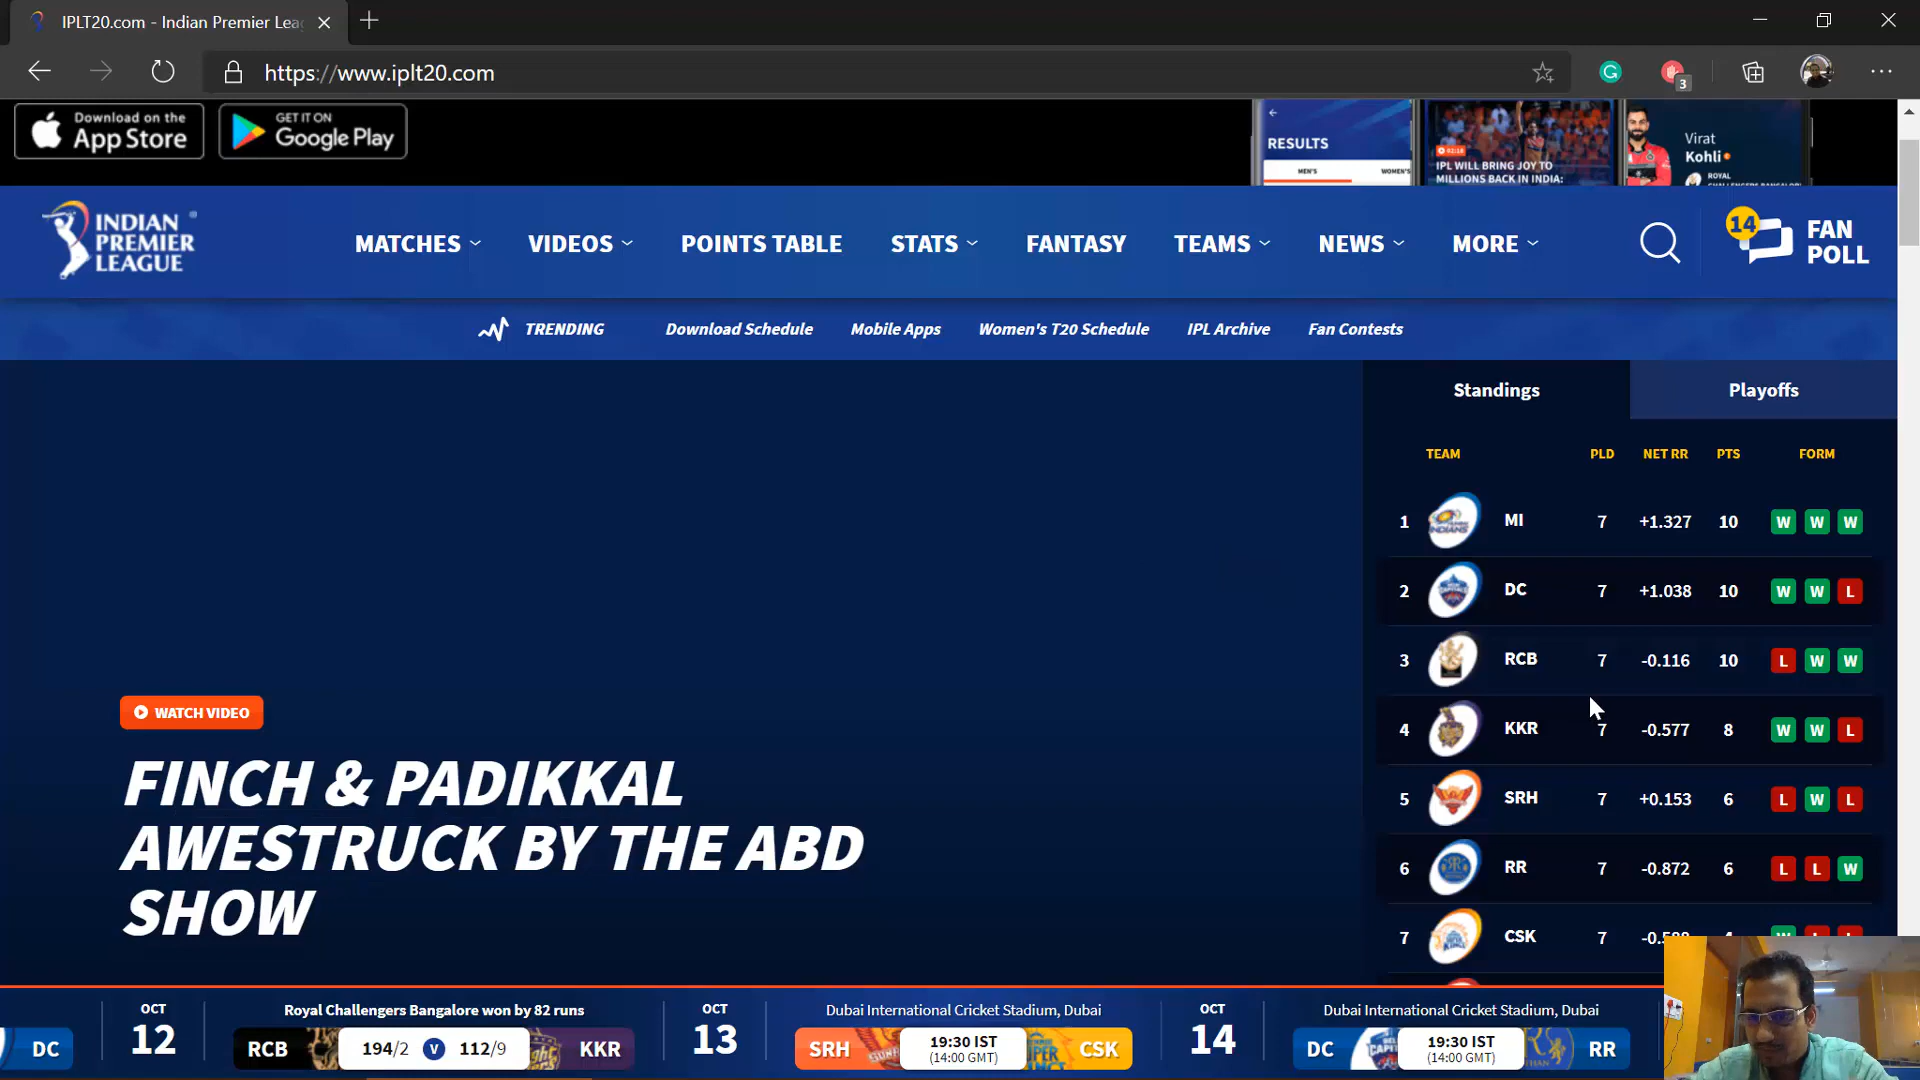 IPLT20.com - Indian Premier Lea
https://www.iplt20.com
3
Download on the
App Store
GET IT ON
Google Play
RESULTS
MEN'S
WOMEN'S
IPL WILL BRING JOY TO
MILLIONS BACK IN INDIA:
Virat
Kohli
ROYAL
INDIAN
PREMIER
LEAGUE
MATCHES
VIDEOS
POINTS TABLE
STATS
FANTASY
TEAMS
NEWS
MORE
14
FAN
POLL
TRENDING
Download Schedule
Mobile Apps
Women's T20 Schedule
IPL Archive
Fan Contests
Standings
Playoffs
TEAM PLD NET RR PTS FORM
1 MI 7 +1.327 10 W W W
2 DC 7 +1.038 10 W W L
3 RCB 7 -0.116 10 L W W
4 KKR 7 -0.577 8 W W L
5 SRH 7 +0.153 6 L W L
6 RR 7 -0.872 6 L L W
7 CSK 7
WATCH VIDEO
FINCH & PADIKKAL
AWESTRUCK BY THE ABD
SHOW
DC
OCT
12
Royal Challengers Bangalore won by 82 runs
RCB 194/2 V 112/9 KKR
OCT
13
Dubai International Cricket Stadium, Dubai
SRH 19:30 IST CSK
(14:00 GMT)
OCT
14
Dubai International Cricket Stadium, Dubai
DC 19:30 IST RR
(14:00 GMT)